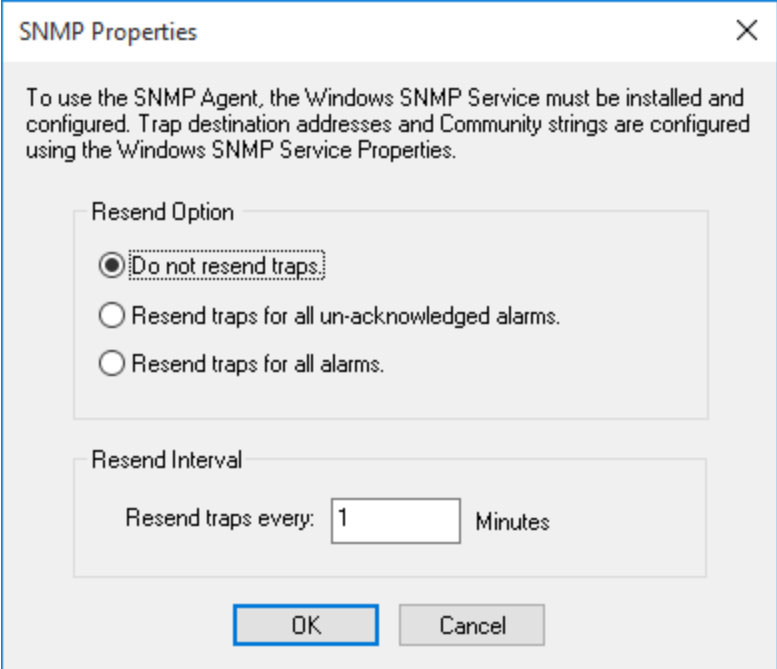 SNMP Properties
To use the SNMP Agent, the Windows SNMP Service must be installed and
configured. Trap destination addresses and Community strings are configured
using the Windows SNMP Service Properties.
Resend Option
Do not resend traps.
Resend traps for all un-acknowledged alarms.
Resend traps for all alarms.
Resend Interval
Resend traps every: 1 Minutes
OK Cancel